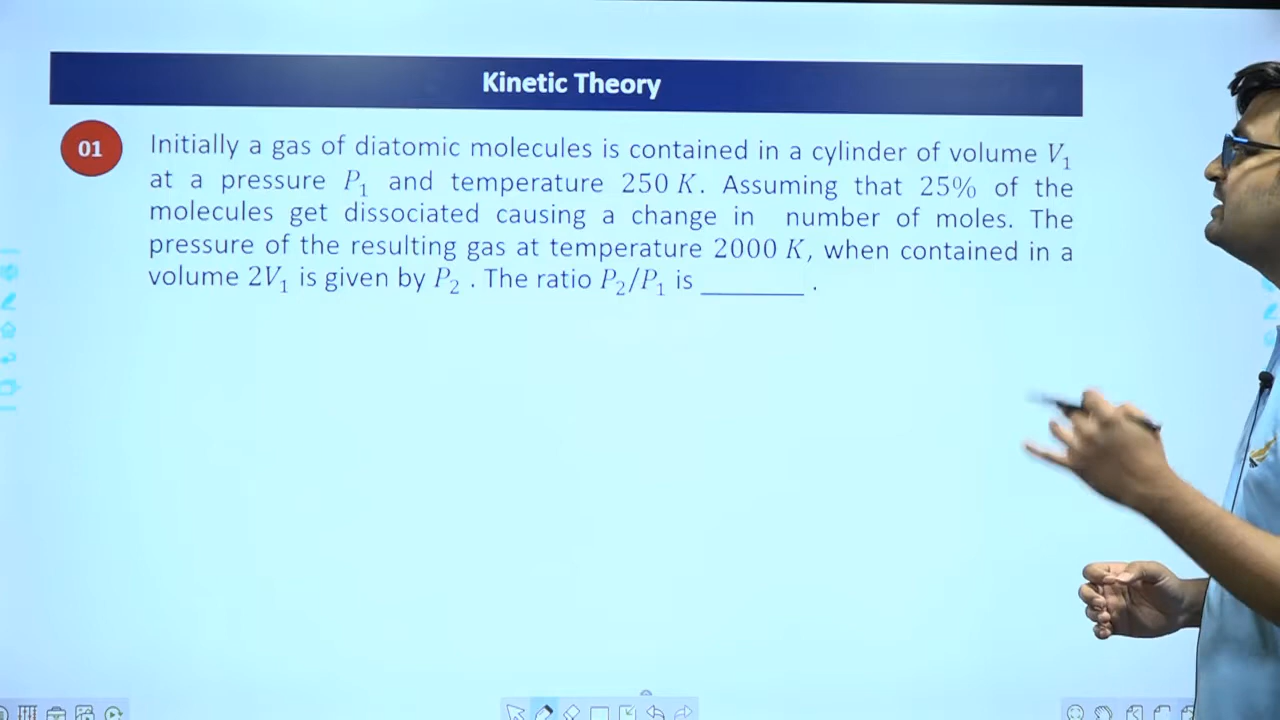 Kinetic Theory
01
Initially a gas of diatomic molecules is contained in a cylinder of volume V₁
at a pressure P₁ and temperature 250 K. Assuming that 25% of the
molecules get dissociated causing a change in number of moles. The
pressure of the resulting gas at temperature 2000 K, when contained in a
volume 2V₁ is given by P₂ . The ratio P₂/P₁ is ________ .